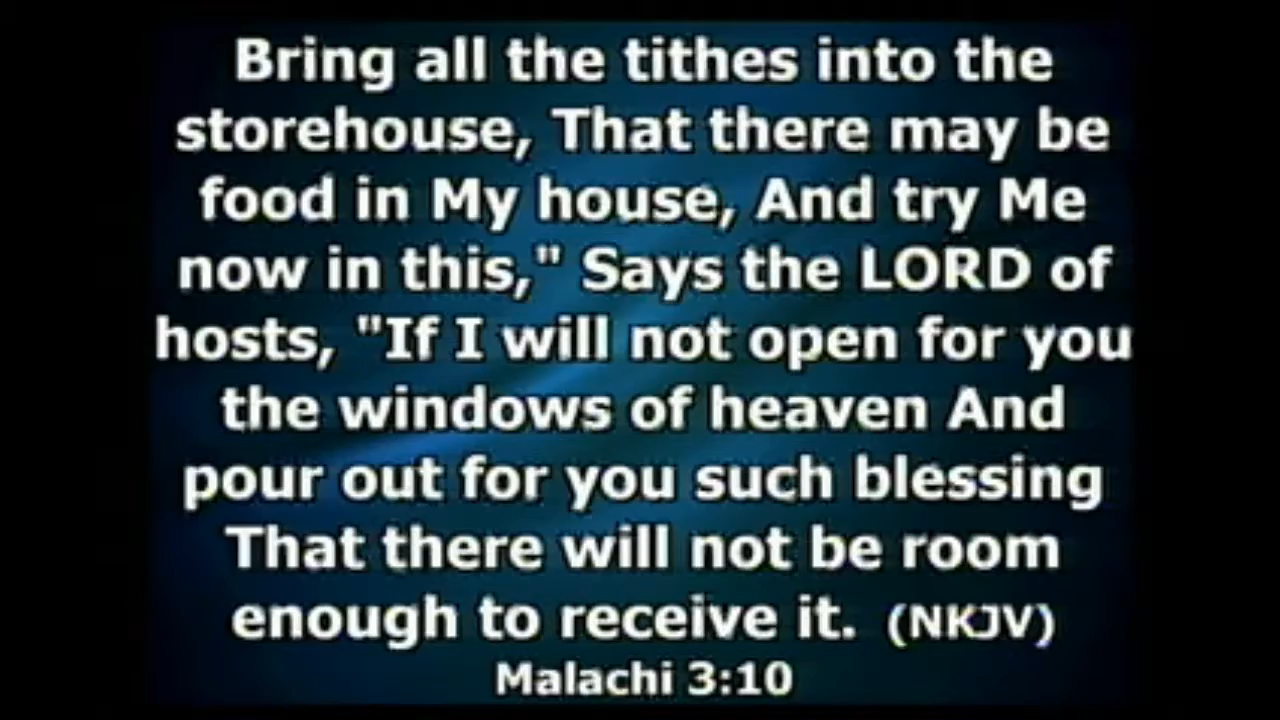 Bring all the tithes into the
storehouse, That there may be
food in My house, And try Me
now in this," Says the LORD of
hosts, "If I will not open for you
the windows of heaven And
pour out for you such blessing
That there will not be room
enough to receive it. (NKJV)
Malachi 3:10